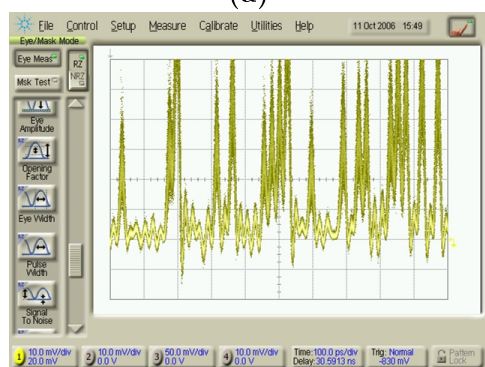 (a)
File Control Setup Measure Calibrate Utilities Help 11 Oct 2006 15:49
Eye/Mask Mode
Eye Meas
RZ
NRZ
Msk Test
Eye
Amplitude
Opening
Factor
Eye Width
Pulse
Width
Signal
To Noise
1 10.0 mV/div
20.0 mV
2 10.0 mV/div
0.0 V
3 50.0 mV/div
0.0 V
4 10.0 mV/div
0.0 V
Time:100.0 ps/div
Delay:30.5913 ns
Trig: Normal
-830 mV
Pattern
Lock